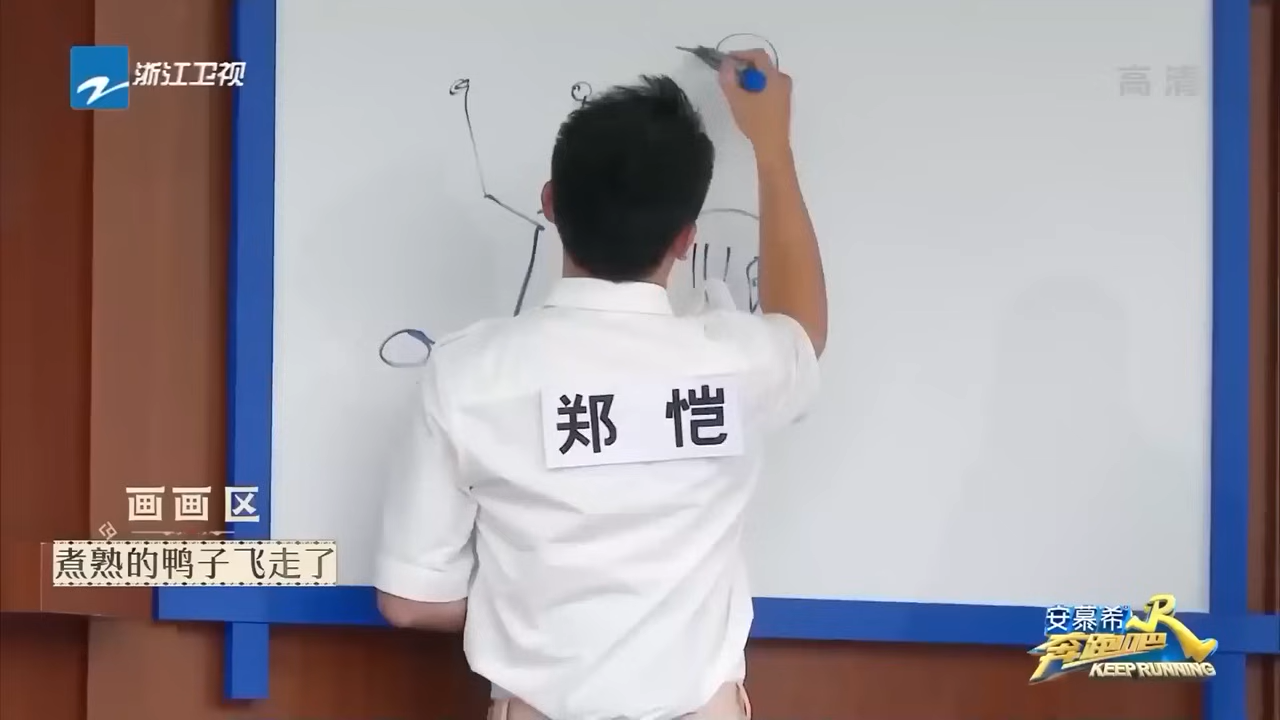 浙江卫视
高清
郑 恺
画画区
煮熟的鸭子飞走了
安慕希
奔跑吧
KEEP RUNNING